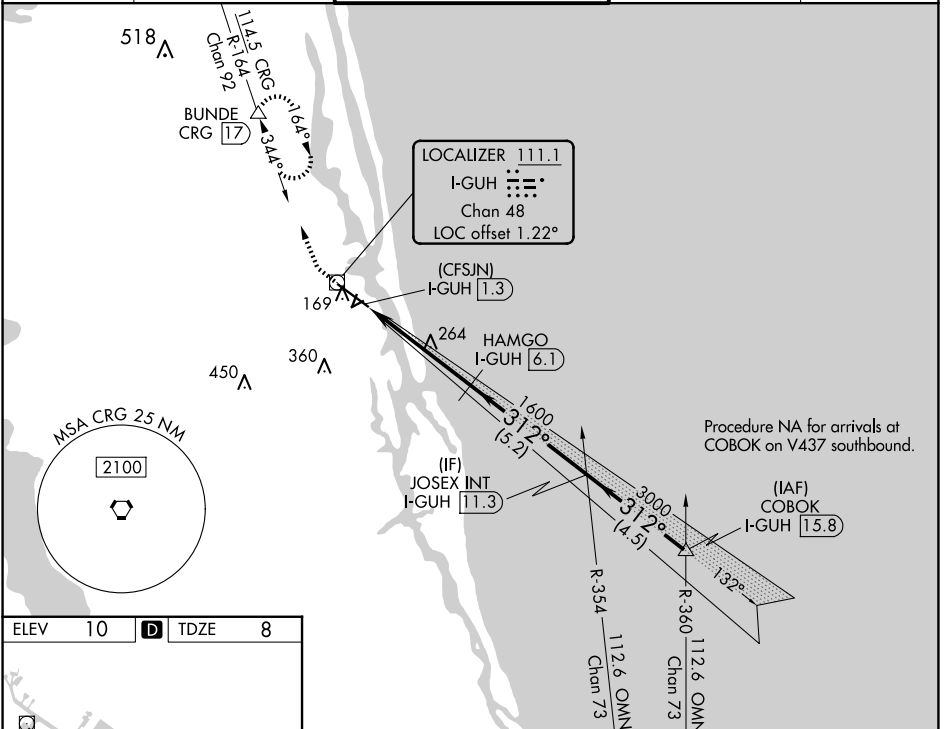 518
114.5 CRG
R-164
Chan 92
BUNDE
CRG 17
164°
344°
LOCALIZER 111.1
I-GUH
Chan 48
LOC offset 1.22°
(CFSJN)
I-GUH 1.3
169
264
HAMGO
I-GUH 6.1
450
360
1600
312°
(5.2)
Procedure NA for arrivals at
COBOK on V437 southbound.
MSA CRG 25 NM
2100
(IF)
JOSEX INT
I-GUH 11.3
3000
312°
(4.5)
(IAF)
COBOK
I-GUH 15.8
132°
R-354
112.6 OMN
Chan 73
R-360
112.6 OMN
Chan 73
ELEV 10 D TDZE 8